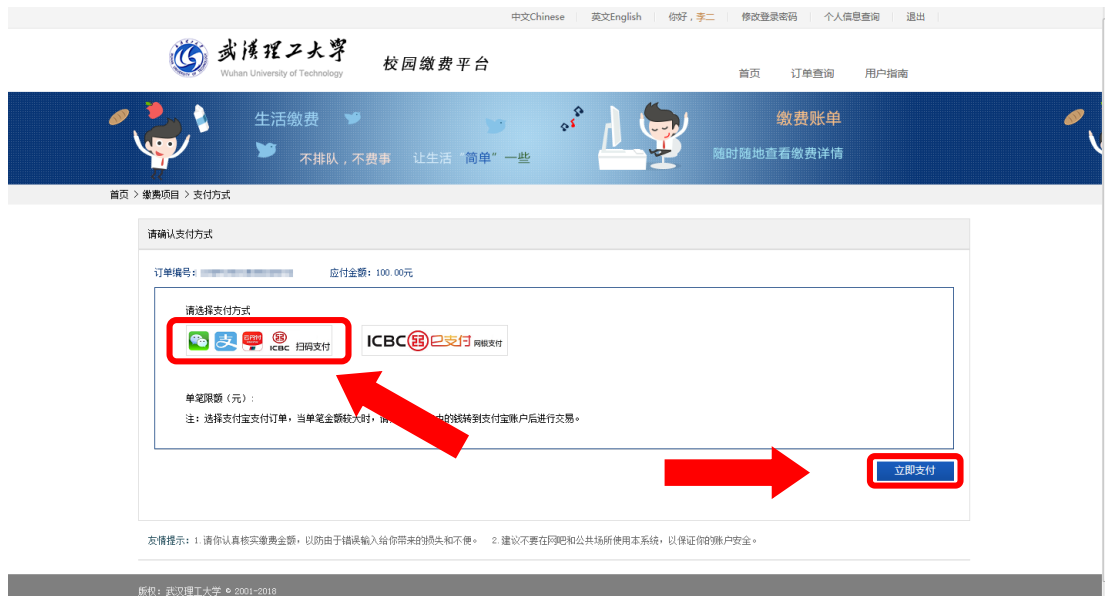 中文Chinese 英文English 你好，李二 修改登录密码 个人信息查询 退出
武汉理工大学
Wuhan University of Technology
校园缴费平台
首页 订单查询 用户指南
生活缴费
不排队，不费事 让生活“简单”一些
缴费账单
随时随地查看缴费详情
首页 > 缴费项目 > 支付方式
请确认支付方式
订单编号： 应付金额：100.00元
请选择支付方式
ICBC 扫码支付
ICBC 已支付 网银支付
单笔限额（元）：
注：选择支付宝支付订单，当单笔金额较大时，请 中的钱转到支付宝账户后进行交易。
立即支付
友情提示：1.请你认真核实缴费金额，以防由于错误输入给你带来的损失和不便。 2.建议不要在网吧和公共场所使用本系统，以保证你的账户安全。
版权：武汉理工大学 © 2001-2018